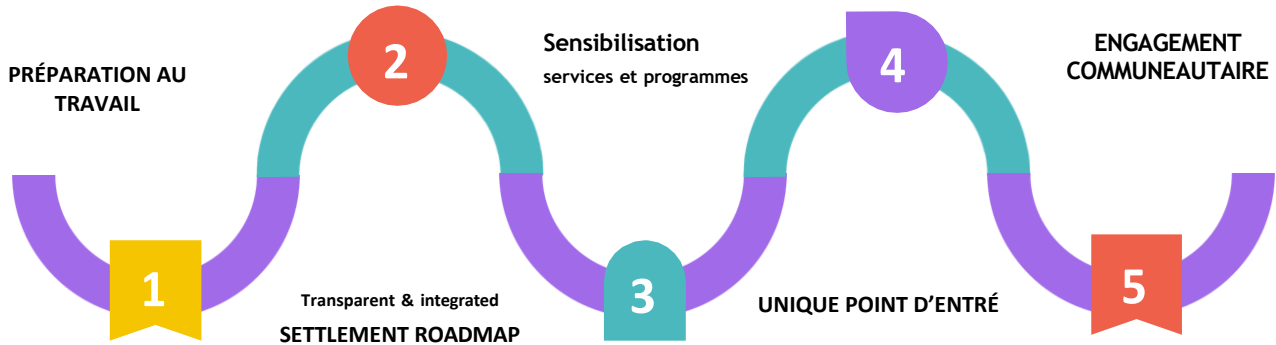 PRÉPARATION AU
TRAVAIL
1
2
Transparent & integrated
SETTLEMENT ROADMAP
Sensibilisation
services et programmes
3
4
UNIQUE POINT D’ENTRÉ
ENGAGEMENT
COMMUNEAUTAIRE
5